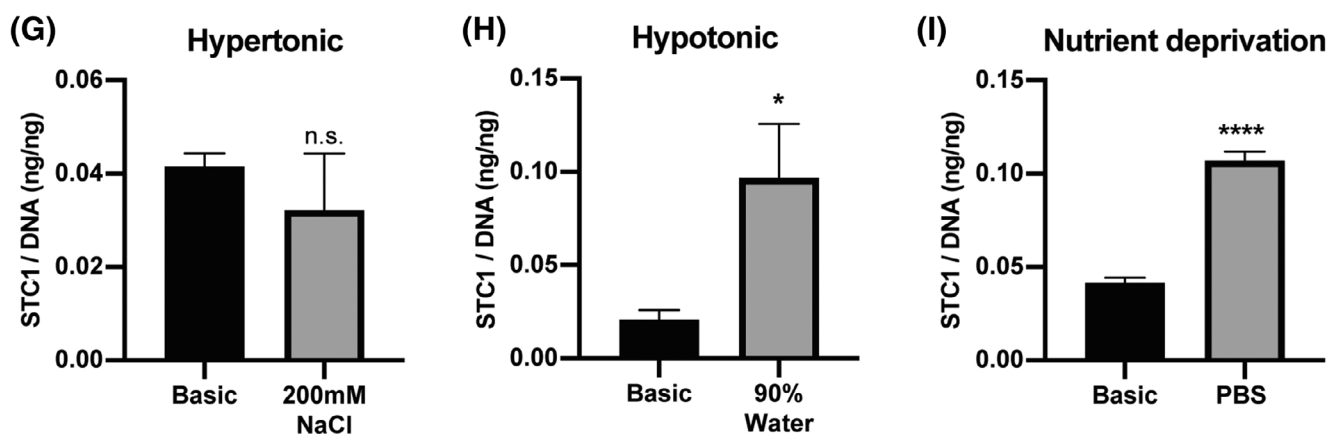 (G)
Hypertonic
STC1 / DNA (ng/ng)
0.06
0.04
0.02
0.00
n.s.
Basic
200mM
NaCl
(H)
Hypotonic
STC1 / DNA (ng/ng)
0.15
0.10
0.05
0.00
*
Basic
90%
Water
(I)
Nutrient deprivation
STC1 / DNA (ng/ng)
0.15
0.10
0.05
0.00
****
Basic
PBS